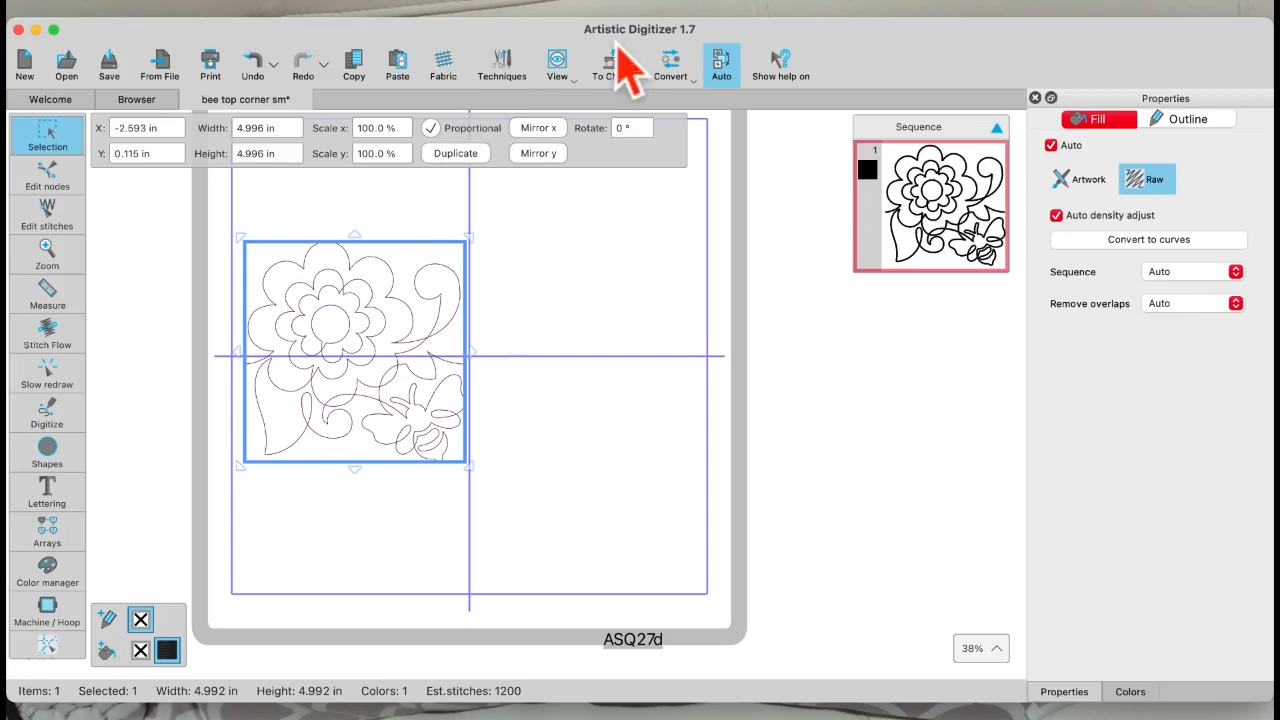 Artistic Digitizer 1.7
New Open Save From File Print Undo Redo Copy Paste Fabric Techniques View Convert Auto Show help on
Welcome Browser bee top corner sm*
Properties
X: -2.593 in Width: 4.996 in Scale x: 100.0 % Proportional Mirror x Rotate: 0 °
Y: 0.115 in Height: 4.996 in Scale y: 100.0 % Duplicate Mirror y
Sequence
1
Fill Outline
Auto
Artwork Raw
Auto density adjust
Convert to curves
Sequence Auto
Remove overlaps Auto
Selection
Edit nodes
Edit stitches
Zoom
Measure
Stitch Flow
Slow redraw
Digitize
Shapes
Lettering
Arrays
Color manager
Machine / Hoop
ASQ27d
38%
Items: 1 Selected: 1 Width: 4.992 in Height: 4.992 in Colors: 1 Est.stitches: 1200
Properties Colors